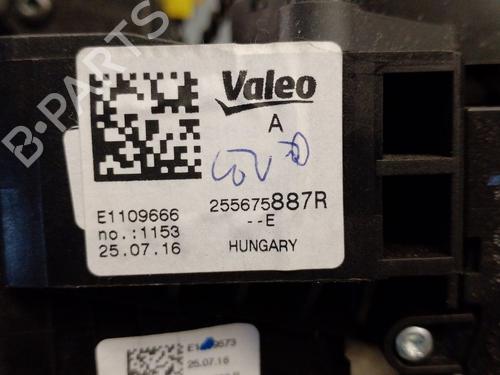 B-PARTS
Valeo
A
E1109666
255675887R
no.:1153
--E
25.07.16
HUNGARY
25.07.16